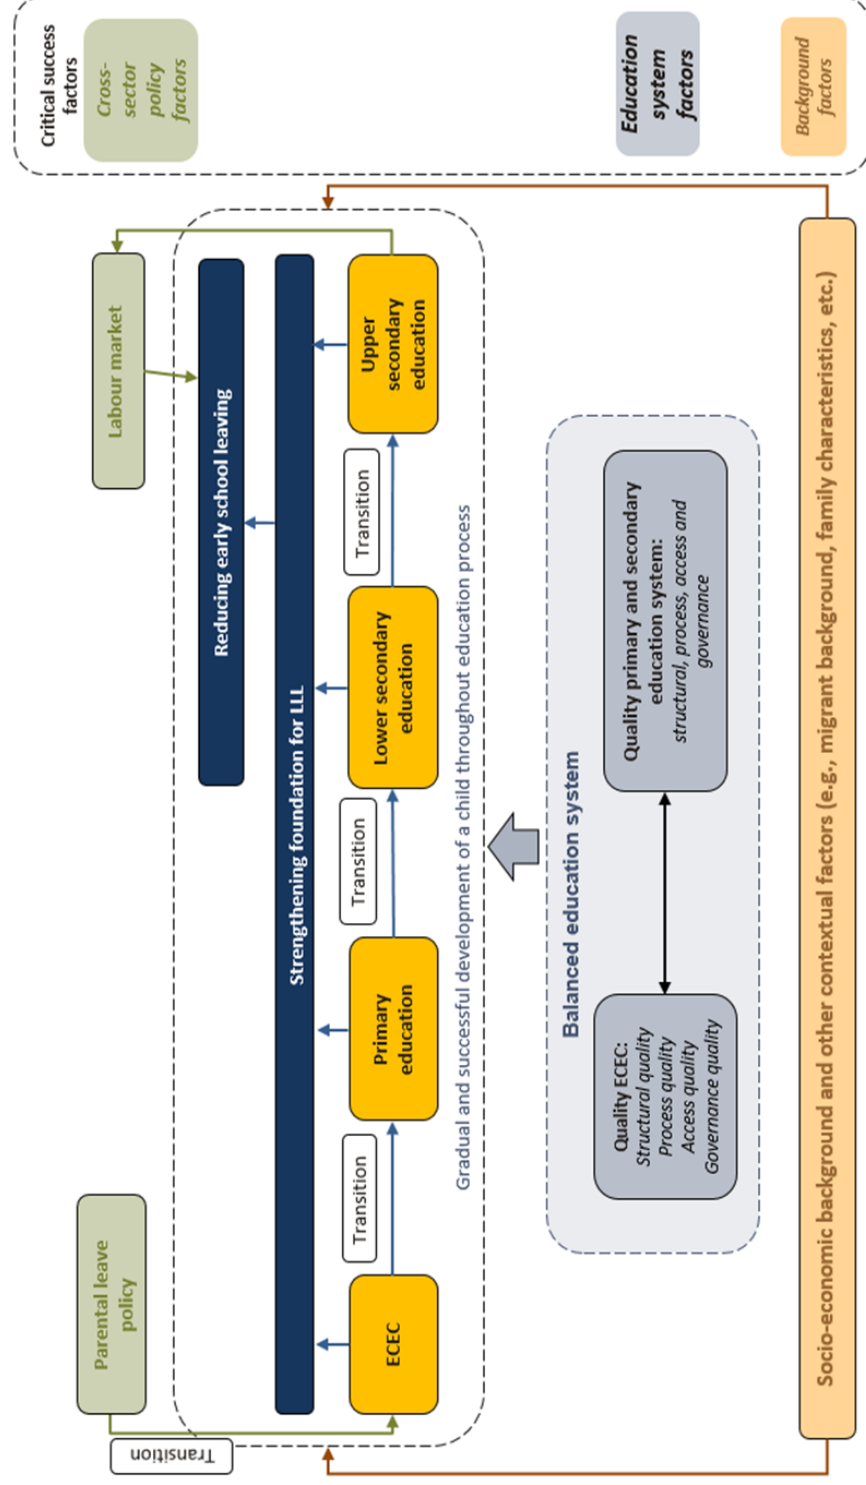 Critical success
factors
Cross-
sector
policy
factors
Education
system
factors
Background
factors
Parental leave
policy
Labour market
Transition
Reducing early school leaving
Strengthening foundation for LLL
ECEC
Transition
Primary
education
Transition
Lower secondary
education
Transition
Upper
secondary
education
Gradual and successful development of a child throughout education process
Balanced education system
Quality ECEC:
Structural quality
Process quality
Access quality
Governance quality
Quality primary and secondary
education system:
structural, process, access and
governance
Socio-economic background and other contextual factors (e.g., migrant background, family characteristics, etc.)